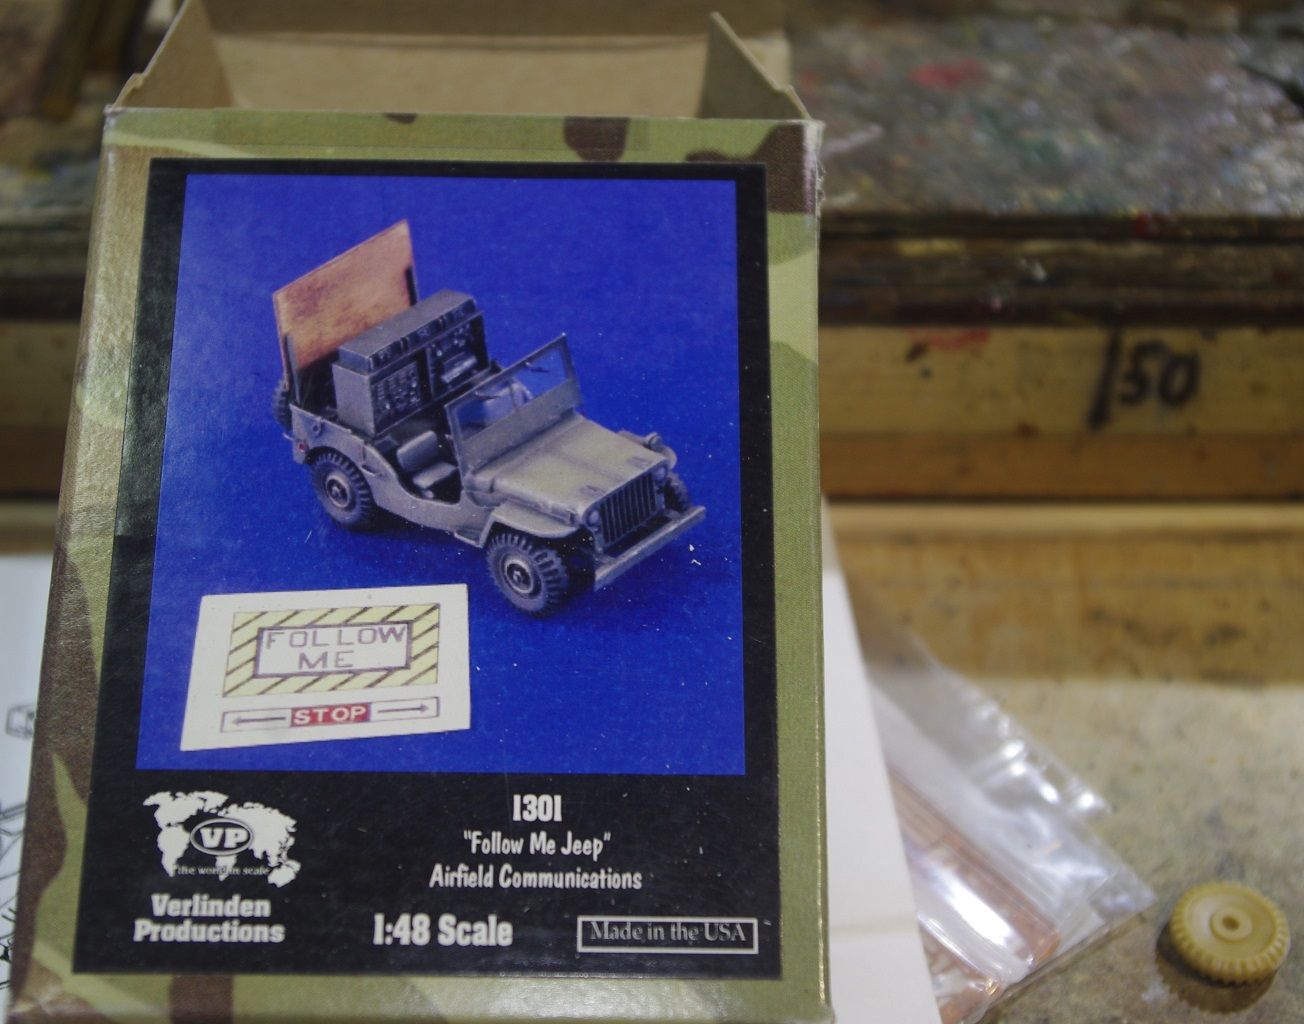 150
FOLLOW
ME
STOP
VP
the world in scale
Verlinden
Productions
1301
"Follow Me Jeep"
Airfield Communications
1:48 Scale
Made in the USA